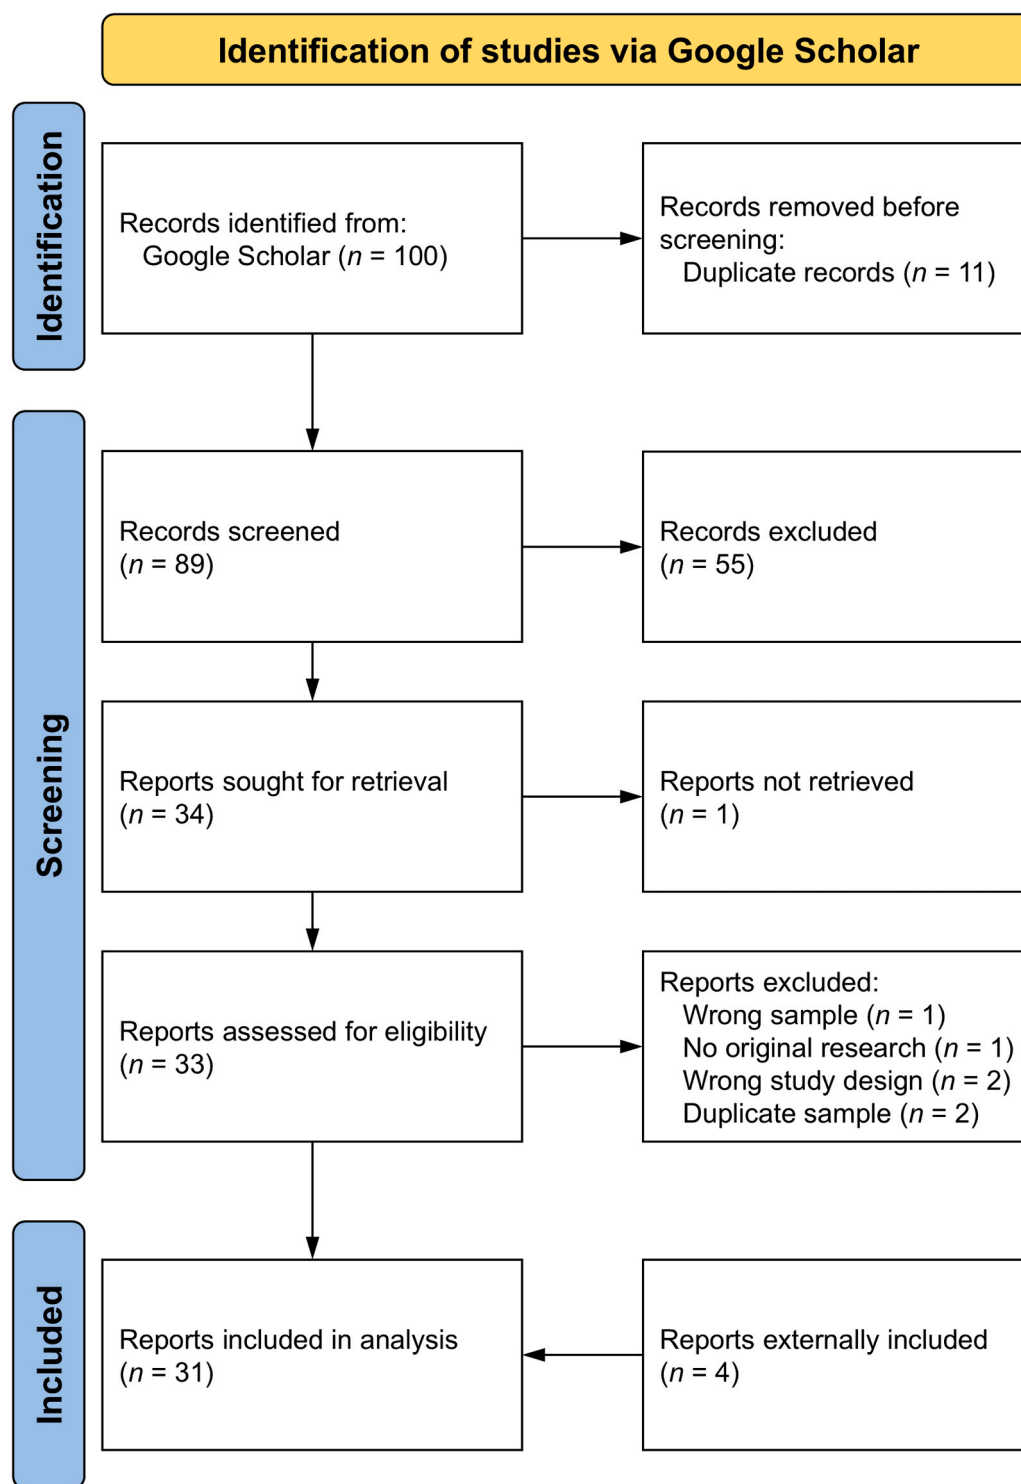 Identification of studies via Google Scholar
Identification
Records identified from:
Google Scholar (n = 100)
Records removed before
screening:
Duplicate records (n = 11)
Screening
Records screened
(n = 89)
Records excluded
(n = 55)
Reports sought for retrieval
(n = 34)
Reports not retrieved
(n = 1)
Reports assessed for eligibility
(n = 33)
Reports excluded:
Wrong sample (n = 1)
No original research (n = 1)
Wrong study design (n = 2)
Duplicate sample (n = 2)
Included
Reports included in analysis
(n = 31)
Reports externally included
(n = 4)